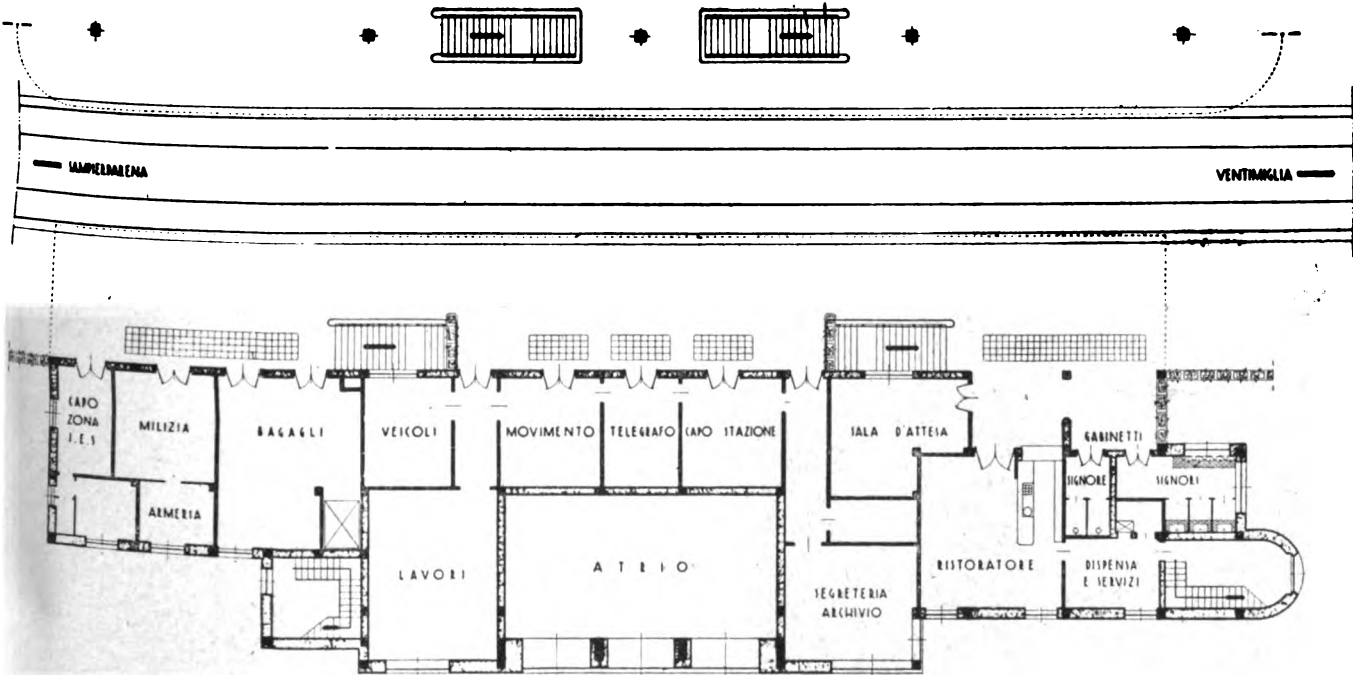 SAMPIERDARENA
VENTIMIGLIA
CAPO
ZONA
I.E.S
MILIZIA
BAGAGLI
VEICOLI
MOVIMENTO
TELEGRAFO
CAPO STAZIONE
SALA D'ATTESA
GABINETTI
SIGNORE
SIGNORI
ARMERIA
LAVORI
ATRIO
SEGRETERIA
ARCHIVIO
RISTORATORE
DISPENSA
E SERVIZI